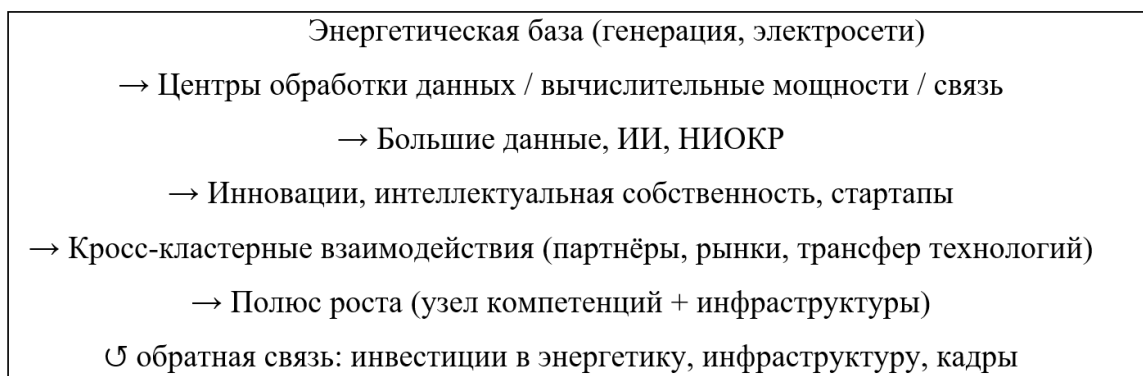 Энергетическая база (генерация, электросети)
→ Центры обработки данных / вычислительные мощности / связь
→ Большие данные, ИИ, НИОКР
→ Инновации, интеллектуальная собственность, стартапы
→ Кросс-кластерные взаимодействия (партнёры, рынки, трансфер технологий)
→ Полюс роста (узел компетенций + инфраструктуры)
↺ обратная связь: инвестиции в энергетику, инфраструктуру, кадры